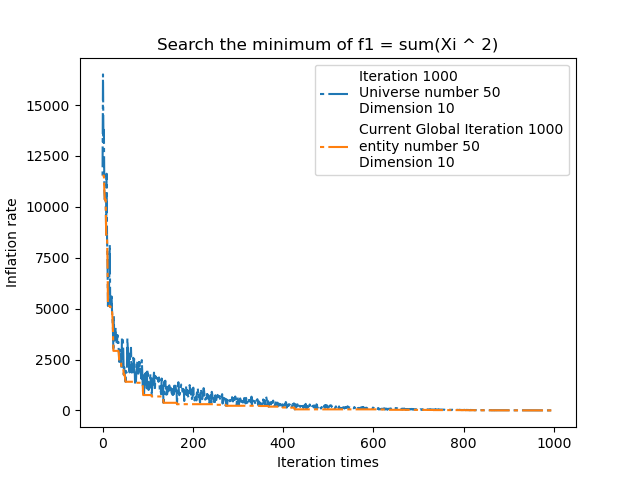 Search the minimum of f1 = sum(Xi ^ 2)
Iteration 1000
Universe number 50
Dimension 10
Current Global Iteration 1000
entity number 50
Dimension 10
Inflation rate
15000
12500
10000
7500
5000
2500
0
0 200 400 600 800 1000
Iteration times